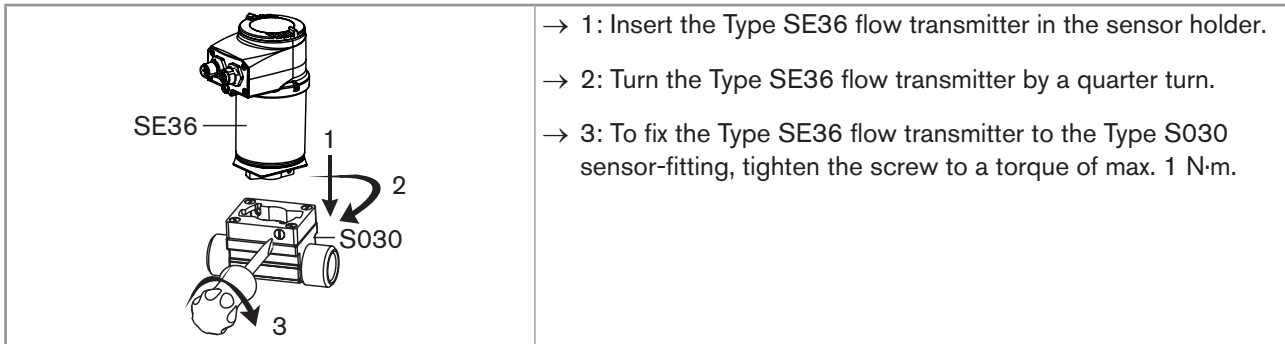 SE36
1
2
S030
3
→ 1: Insert the Type SE36 flow transmitter in the sensor holder.
→ 2: Turn the Type SE36 flow transmitter by a quarter turn.
→ 3: To fix the Type SE36 flow transmitter to the Type S030
sensor-fitting, tighten the screw to a torque of max. 1 N·m.